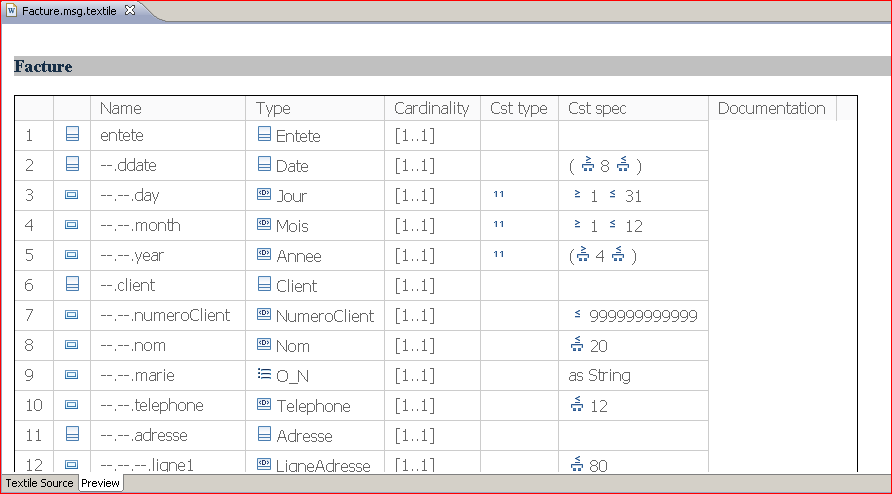 Facture.msg.textile
Facture
Name Type Cardinality Cst type Cst spec Documentation
1 entete Entete [1..1]
2 --.ddate Date [1..1] ( ≥ 8 ≤ )
3 --.--.day Jour [1..1] 11 ≥ 1 ≤ 31
4 --.--.month Mois [1..1] 11 ≥ 1 ≤ 12
5 --.--.year Annee [1..1] 11 (≥ 4 ≤ )
6 --.client Client [1..1]
7 --.--.numeroClient NumeroClient [1..1] ≤ 999999999999
8 --.--.nom Nom [1..1] ≤ 20
9 --.--.marie O_N [1..1] as String
10 --.--.telephone Telephone [1..1] ≤ 12
11 --.--.adresse Adresse [1..1]
12 --.--.--.ligne1 LigneAdresse [1..1] ≤ 80
Textile Source Preview